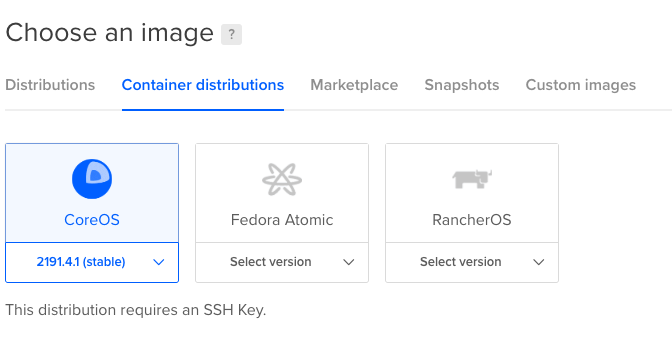 Choose an image ?
Distributions Container distributions Marketplace Snapshots Custom images
CoreOS Fedora Atomic RancherOS
2191.4.1 (stable) Select version Select version
This distribution requires an SSH Key.